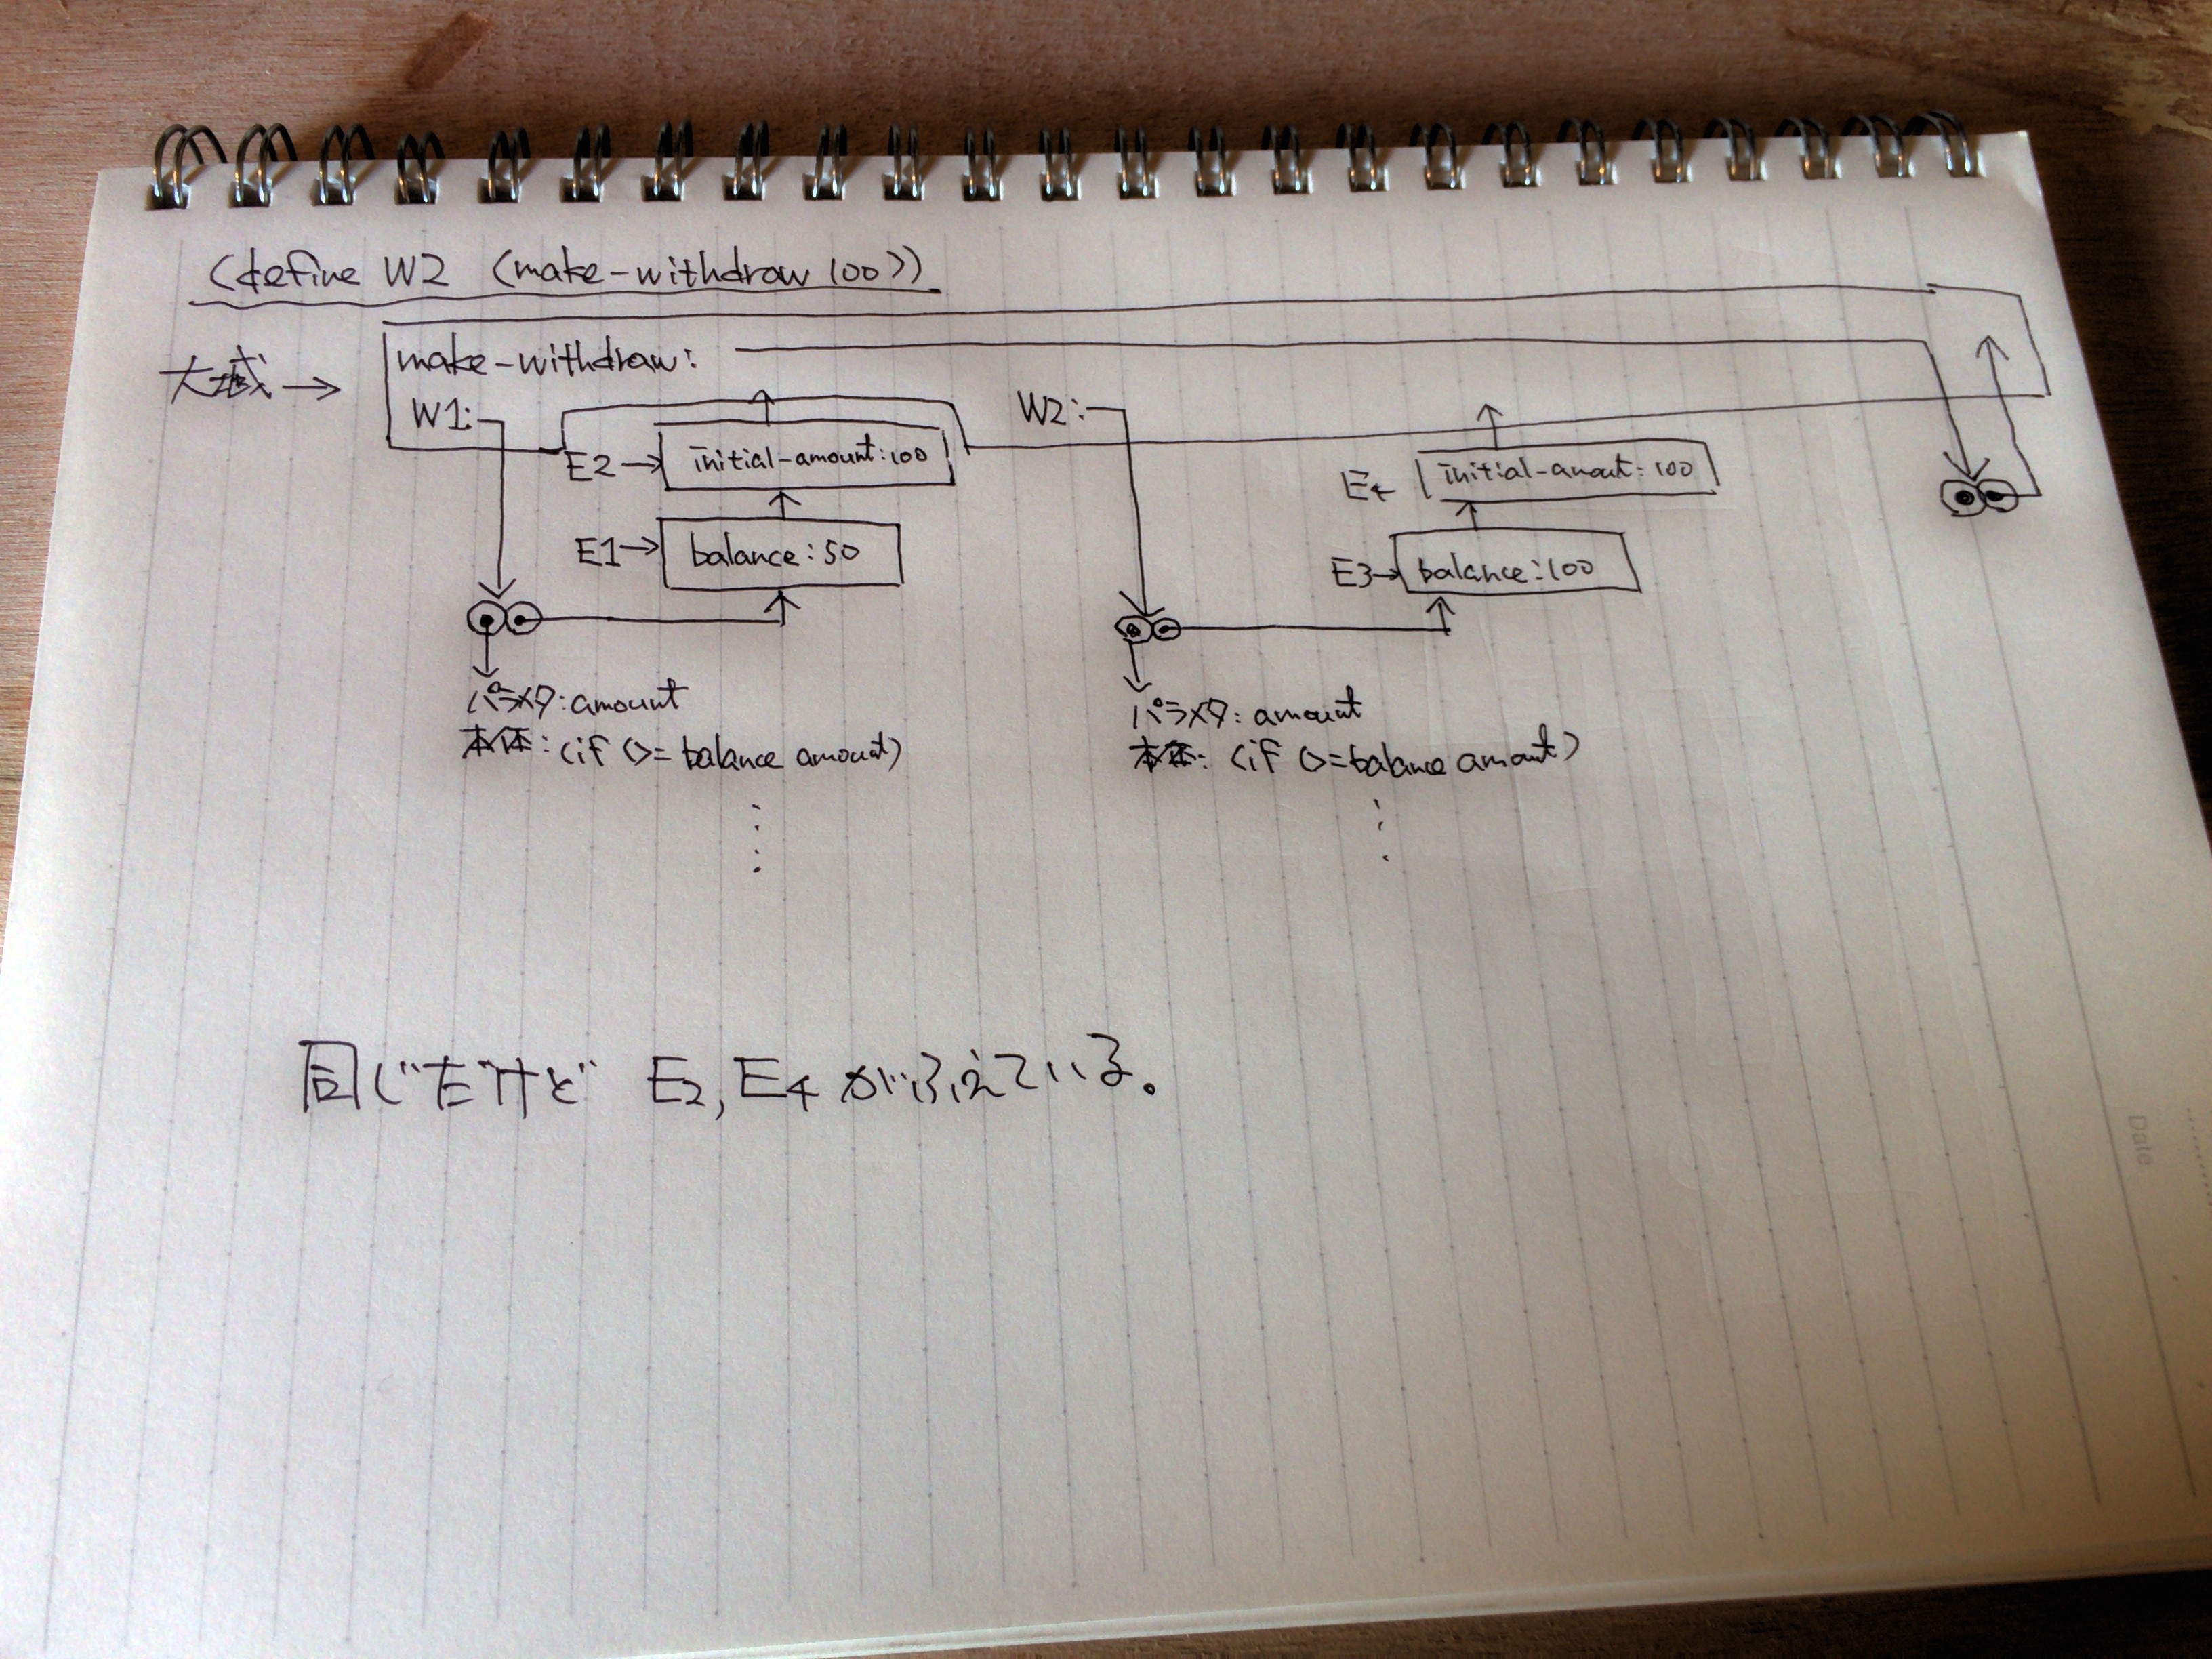 (define W2 (make-withdraw 100))
大域→
make-withdraw:
W1:
W2:
E2→ initial-amount:100
E4 initial-amout:100
E1→ balance:50
E3→ balance:100
パラメタ:amount
本体:(if (>= balance amount)
パラメタ:amount
本体:(if (>= balance amount)
同じだけど E2,E4がふえている。
Date